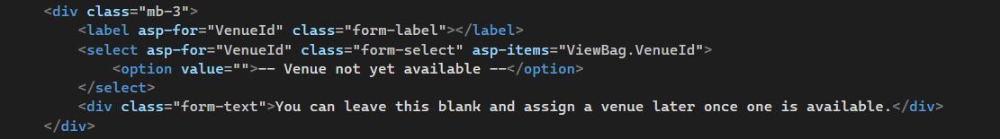 <div class="mb-3">
<label asp-for="VenueId" class="form-label"></label>
<select asp-for="VenueId" class="form-select" asp-items="ViewBag.VenueId">
<option value="">-- Venue not yet available --</option>
</select>
<div class="form-text">You can leave this blank and assign a venue later once one is available.</div>
</div>